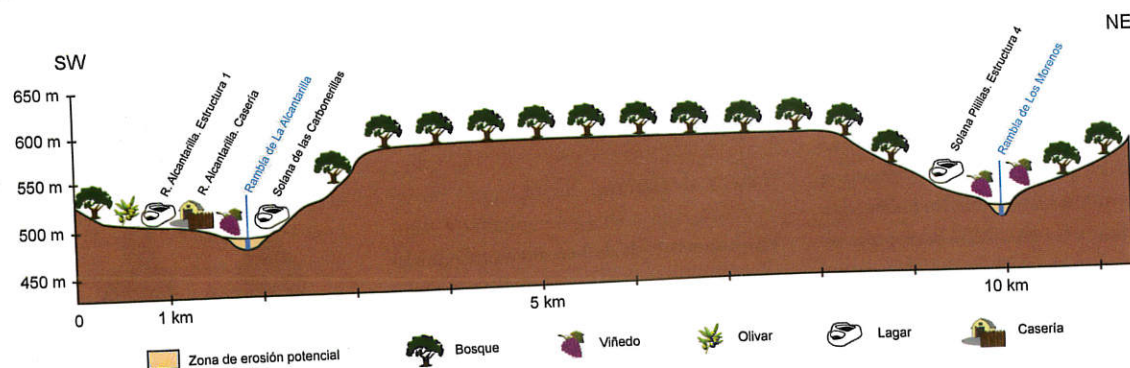 SW
NE
650 m
600 m
550 m
500 m
450 m
R. Alcantarilla. Estructura 1
R. Alcantarilla. Casería
Rambla de La Alcantarilla
Solana de las Carbonerillas
Solana Pililas. Estructura 4
Rambla de Los Morenos
0
1 km
5 km
10 km
Zona de erosión potencial
Bosque
Viñedo
Olivar
Lagar
Casería